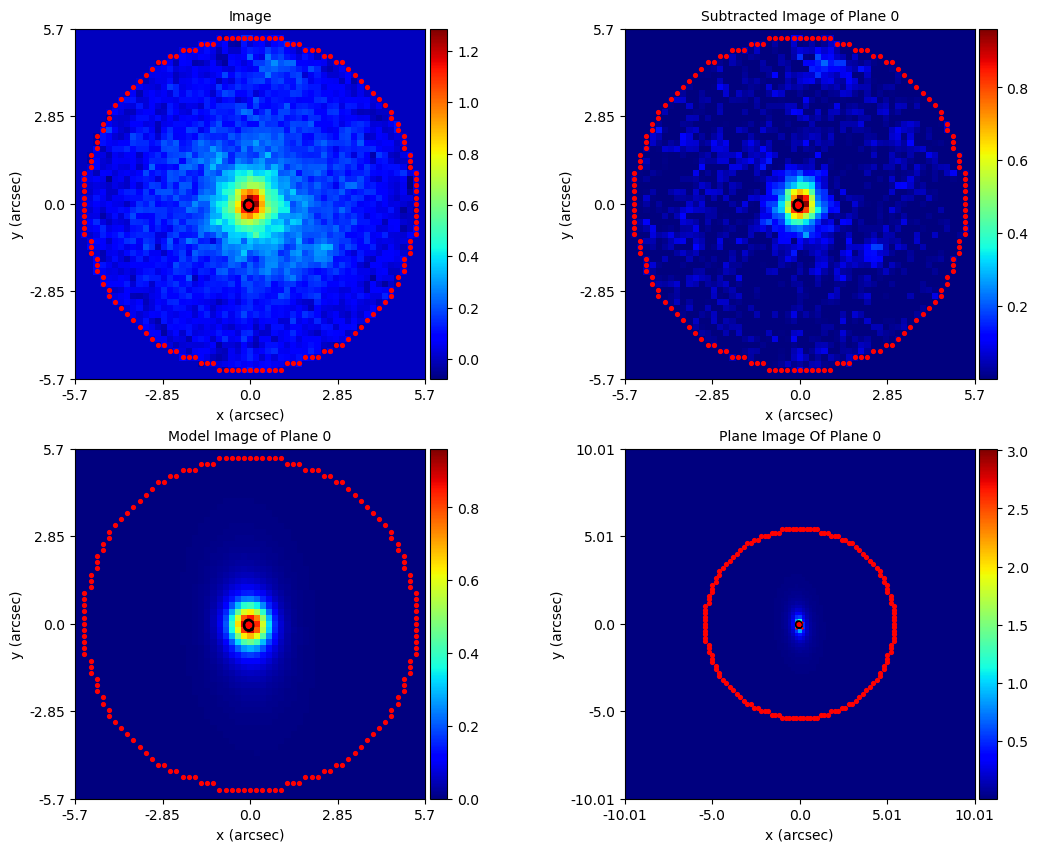 Image
5.7
2.85
0.0
-2.85
-5.7
y (arcsec)
-5.7 -2.85 0.0 2.85 5.7
x (arcsec)
1.2
1.0
0.8
0.6
0.4
0.2
0.0
Subtracted Image of Plane 0
5.7
2.85
0.0
-2.85
-5.7
y (arcsec)
-5.7 -2.85 0.0 2.85 5.7
x (arcsec)
0.8
0.6
0.4
0.2
Model Image of Plane 0
5.7
2.85
0.0
-2.85
-5.7
y (arcsec)
-5.7 -2.85 0.0 2.85 5.7
x (arcsec)
0.8
0.6
0.4
0.2
0.0
Plane Image Of Plane 0
10.01
5.01
0.0
-5.0
-10.01
y (arcsec)
-10.01 -5.0 0.0 5.01 10.01
x (arcsec)
3.0
2.5
2.0
1.5
1.0
0.5